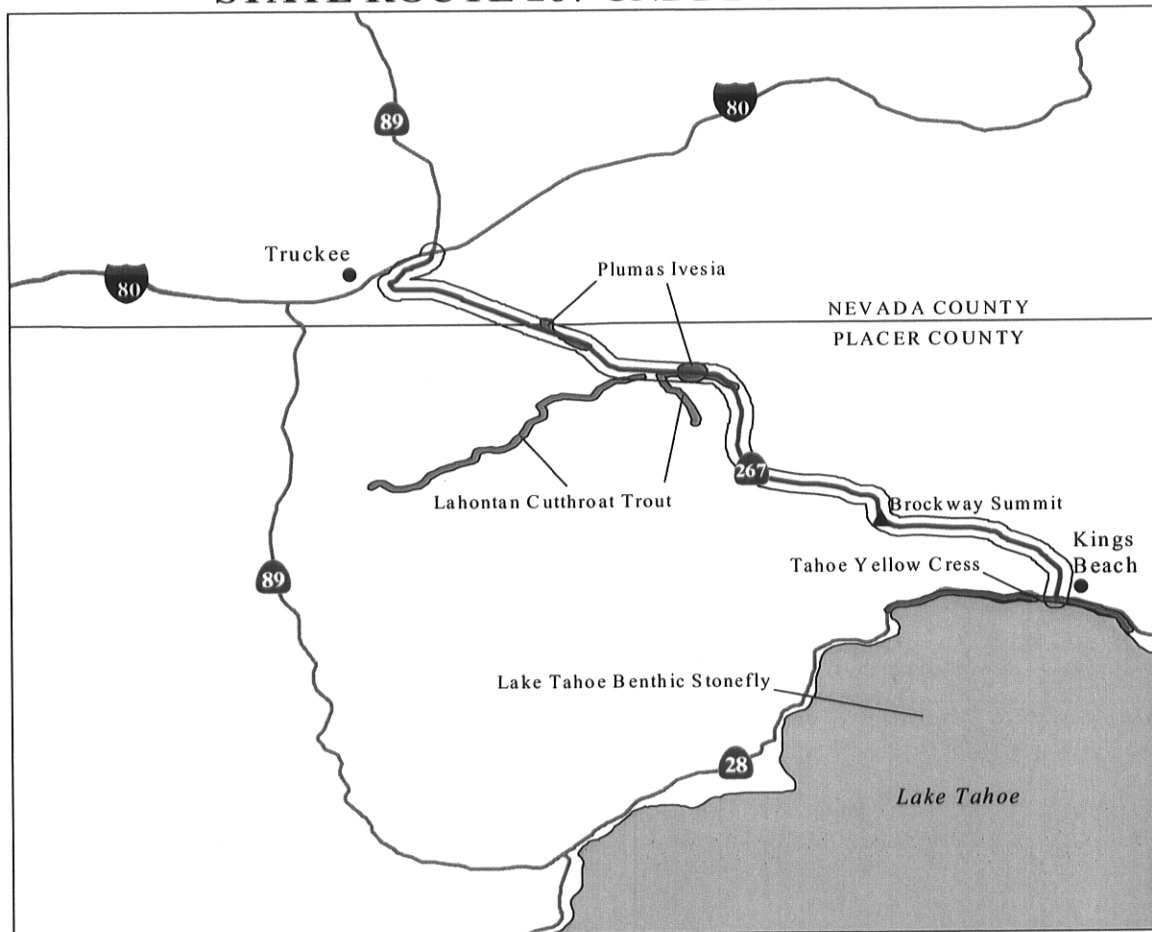 89
80
Truckee
80
Plumas Ivesia
NEVADA COUNTY
PLACER COUNTY
267
Lahontan Cutthroat Trout
Brockway Summit
Kings
Beach
Tahoe Yellow Cress
89
Lake Tahoe Benthic Stonefly
28
Lake Tahoe